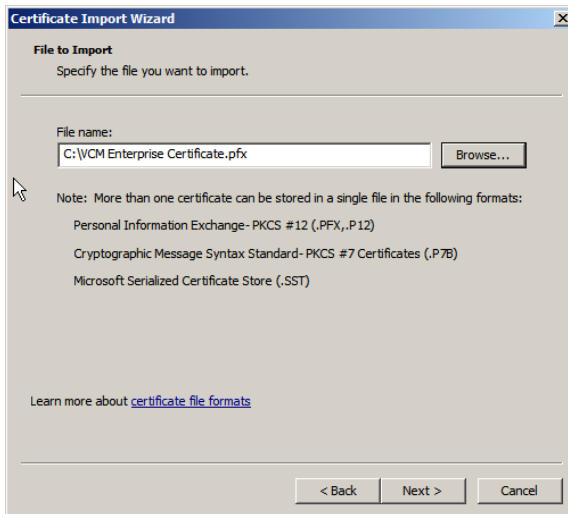 Certificate Import Wizard
File to Import
Specify the file you want to import.
File name:
C:\VCM Enterprise Certificate.pfx
Browse...
Note: More than one certificate can be stored in a single file in the following formats:
Personal Information Exchange- PKCS #12 (.PFX,.P12)
Cryptographic Message Syntax Standard- PKCS #7 Certificates (.P7B)
Microsoft Serialized Certificate Store (.SST)
Learn more about certificate file formats
< Back Next > Cancel